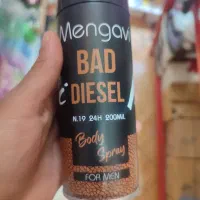 Mengavi
BAD
DIESEL
N.19 24H 200ML
Body
Spray
FOR MEN